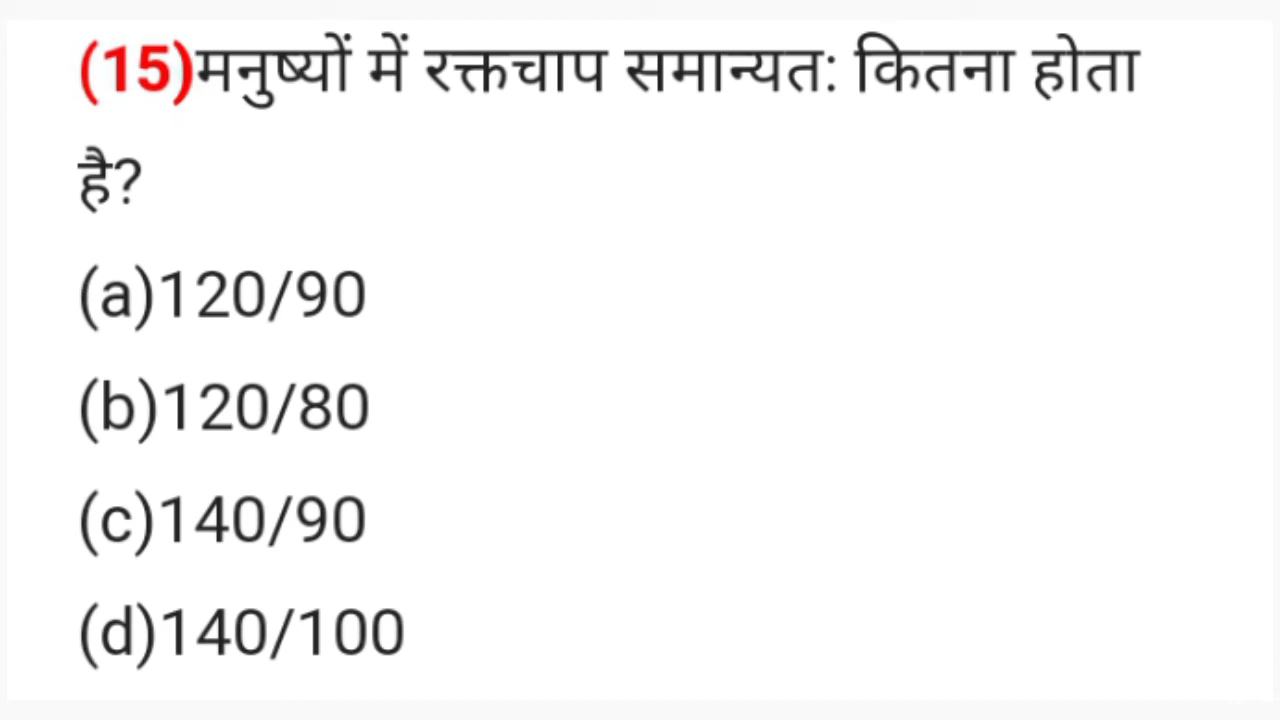 (15)मनुष्यों में रक्तचाप समान्यत: कितना होता
है?
(a)120/90
(b)120/80
(c)140/90
(d)140/100